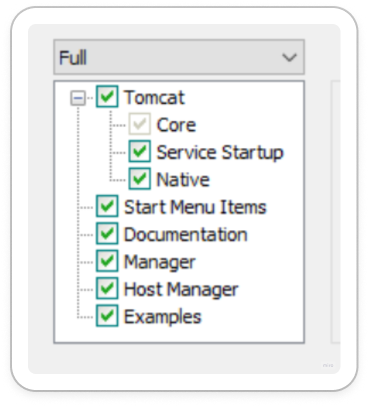 Full
Tomcat
Core
Service Startup
Native
Start Menu Items
Documentation
Manager
Host Manager
Examples